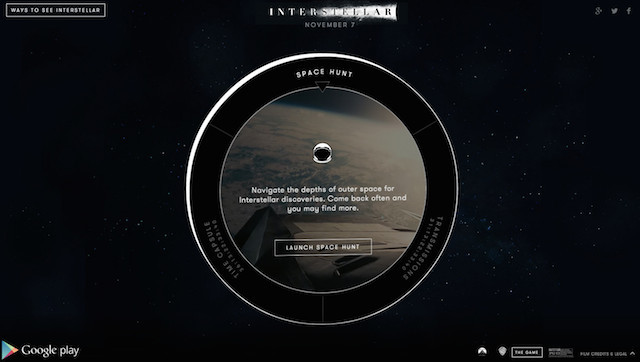 WAYS TO SEE INTERSTELLAR
INTERSTELLAR
NOVEMBER 7
SPACE HUNT
Navigate the depths of outer space for
Interstellar discoveries. Come back often and
you may find more.
LAUNCH SPACE HUNT
TIME CAPSULE
TRANSMISSIONS
Google play
THE GAME
FILM CREDITS & LEGAL